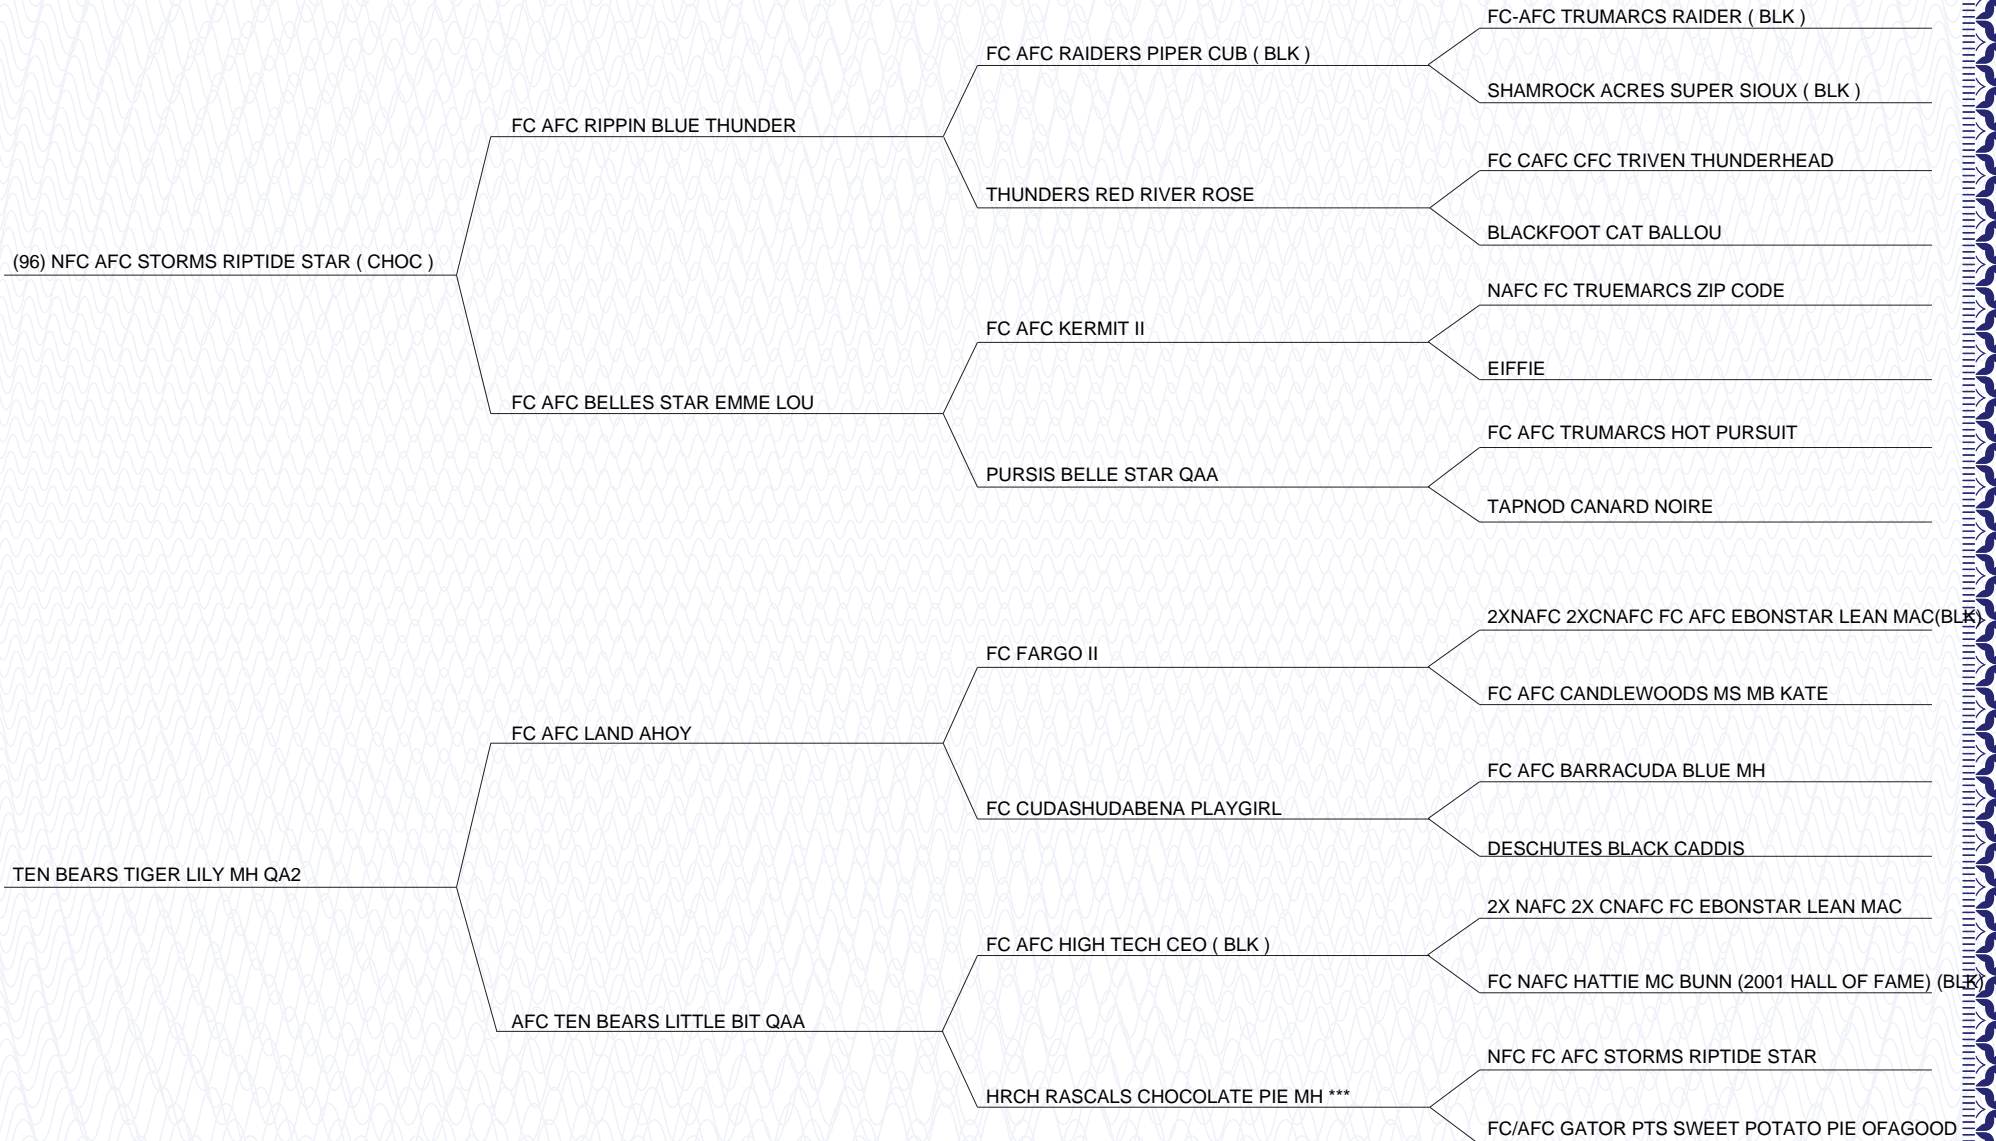 FC-AFC TRUMARCS RAIDER ( BLK )
FC AFC RAIDERS PIPER CUB ( BLK )
SHAMROCK ACRES SUPER SIOUX ( BLK )
FC AFC RIPPIN BLUE THUNDER
FC CAFC CFC TRIVEN THUNDERHEAD
THUNDERS RED RIVER ROSE
BLACKFOOT CAT BALLOU
(96) NFC AFC STORMS RIPTIDE STAR ( CHOC )
NAFC FC TRUEMARCS ZIP CODE
FC AFC KERMIT II
EIFFIE
FC AFC BELLES STAR EMME LOU
FC AFC TRUMARCS HOT PURSUIT
PURSIS BELLE STAR QAA
TAPNOD CANARD NOIRE
2XNAFC 2XCNAFC FC AFC EBONSTAR LEAN MAC(BLK)
FC FARGO II
FC AFC CANDLEWOODS MS MB KATE
FC AFC LAND AHOY
FC AFC BARRACUDA BLUE MH
FC CUDASHUDABENA PLAYGIRL
DESCHUTES BLACK CADDIS
TEN BEARS TIGER LILY MH QA2
2X NAFC 2X CNAFC FC EBONSTAR LEAN MAC
FC AFC HIGH TECH CEO ( BLK )
FC NAFC HATTIE MC BUNN (2001 HALL OF FAME) (BLK)
AFC TEN BEARS LITTLE BIT QAA
NFC FC AFC STORMS RIPTIDE STAR
HRCH RASCALS CHOCOLATE PIE MH ***
FC/AFC GATOR PTS SWEET POTATO PIE OFAGOOD